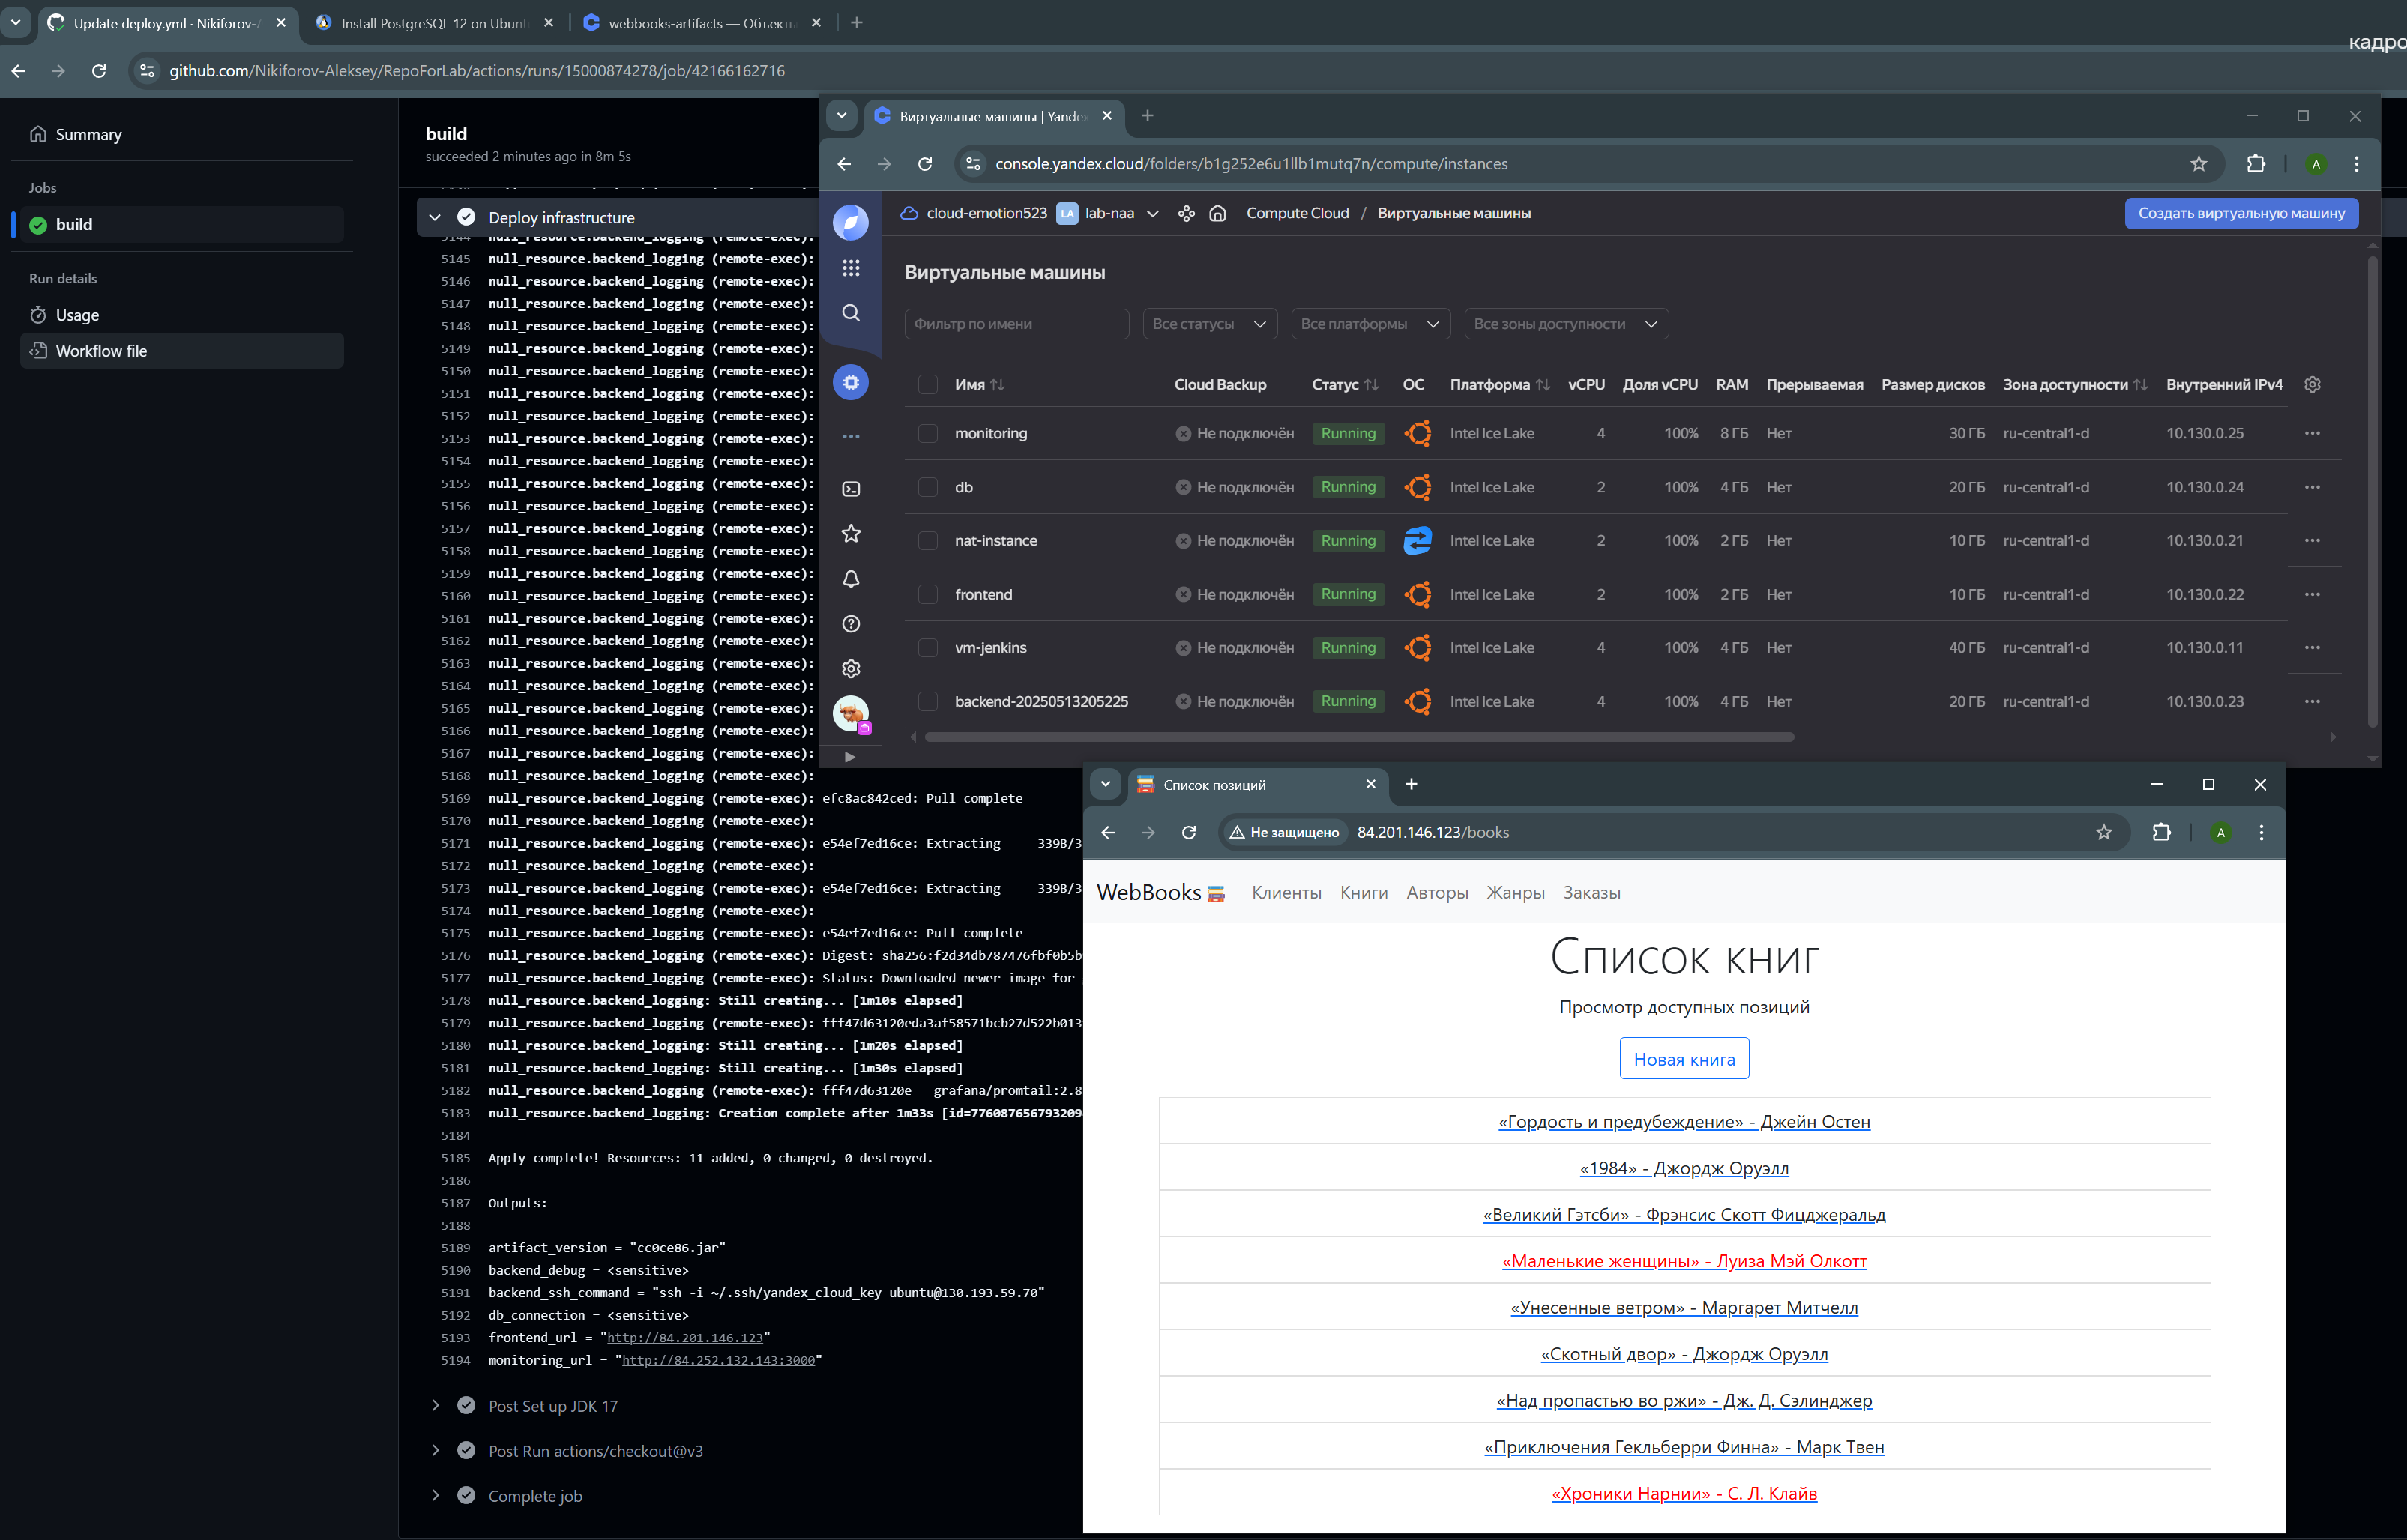 Update deploy.yml · Nikiforov-A
Install PostgreSQL 12 on Ubunt
webbooks-artifacts — Объекты
кадро
github.com/Nikiforov-Aleksey/RepoForLab/actions/runs/15000874278/job/42166162716
Summary
Jobs
build
Run details
Usage
Workflow file
build
succeeded 2 minutes ago in 8m 5s
Deploy infrastructure
5144
5145 null_resource.backend_logging (remote-exec):
5146 null_resource.backend_logging (remote-exec):
5147 null_resource.backend_logging (remote-exec):
5148 null_resource.backend_logging (remote-exec):
5149 null_resource.backend_logging (remote-exec):
5150 null_resource.backend_logging (remote-exec):
5151 null_resource.backend_logging (remote-exec):
5152 null_resource.backend_logging (remote-exec):
5153 null_resource.backend_logging (remote-exec):
5154 null_resource.backend_logging (remote-exec):
5155 null_resource.backend_logging (remote-exec):
5156 null_resource.backend_logging (remote-exec):
5157 null_resource.backend_logging (remote-exec):
5158 null_resource.backend_logging (remote-exec):
5159 null_resource.backend_logging (remote-exec):
5160 null_resource.backend_logging (remote-exec):
5161 null_resource.backend_logging (remote-exec):
5162 null_resource.backend_logging (remote-exec):
5163 null_resource.backend_logging (remote-exec):
5164 null_resource.backend_logging (remote-exec):
5165 null_resource.backend_logging (remote-exec):
5166 null_resource.backend_logging (remote-exec):
5167 null_resource.backend_logging (remote-exec):
5168 null_resource.backend_logging (remote-exec):
5169 null_resource.backend_logging (remote-exec): efc8ac842ced: Pull complete
5170 null_resource.backend_logging (remote-exec):
5171 null_resource.backend_logging (remote-exec): e54ef7ed16ce: Extracting 339B/3
5172 null_resource.backend_logging (remote-exec):
5173 null_resource.backend_logging (remote-exec): e54ef7ed16ce: Extracting 339B/3
5174 null_resource.backend_logging (remote-exec):
5175 null_resource.backend_logging (remote-exec): e54ef7ed16ce: Pull complete
5176 null_resource.backend_logging (remote-exec): Digest: sha256:f2d34db787476fbf0b5b
5177 null_resource.backend_logging (remote-exec): Status: Downloaded newer image for
5178 null_resource.backend_logging: Still creating... [1m10s elapsed]
5179 null_resource.backend_logging (remote-exec): fff47d63120eda3af58571bcb27d522b013
5180 null_resource.backend_logging: Still creating... [1m20s elapsed]
5181 null_resource.backend_logging: Still creating... [1m30s elapsed]
5182 null_resource.backend_logging (remote-exec): fff47d63120e grafana/promtail:2.8
5183 null_resource.backend_logging: Creation complete after 1m33s [id=776087656793209
5184
5185 Apply complete! Resources: 11 added, 0 changed, 0 destroyed.
5186
5187 Outputs:
5188
5189 artifact_version = "cc0ce86.jar"
5190 backend_debug = <sensitive>
5191 backend_ssh_command = "ssh -i ~/.ssh/yandex_cloud_key ubuntu@130.193.59.70"
5192 db_connection = <sensitive>
5193 frontend_url = "http://84.201.146.123"
5194 monitoring_url = "http://84.252.132.143:3000"
Post Set up JDK 17
Post Run actions/checkout@v3
Complete job
Виртуальные машины | Yande
console.yandex.cloud/folders/b1g252e6u1llb1mutq7n/compute/instances
A
cloud-emotion523 LA lab-naa Compute Cloud / Виртуальные машины
Создать виртуальную машину
Виртуальные машины
Фильтр по имени Все статусы Все платформы Все зоны доступности
Имя Cloud Backup Статус ОС Платформа vCPU Доля vCPU RAM Прерываемая Размер дисков Зона доступности Внутренний IPv4
monitoring Не подключён Running Intel Ice Lake 4 100% 8 ГБ Нет 30 ГБ ru-central1-d 10.130.0.25
db Не подключён Running Intel Ice Lake 2 100% 4 ГБ Нет 20 ГБ ru-central1-d 10.130.0.24
nat-instance Не подключён Running Intel Ice Lake 2 100% 2 ГБ Нет 10 ГБ ru-central1-d 10.130.0.21
frontend Не подключён Running Intel Ice Lake 2 100% 2 ГБ Нет 10 ГБ ru-central1-d 10.130.0.22
vm-jenkins Не подключён Running Intel Ice Lake 4 100% 4 ГБ Нет 40 ГБ ru-central1-d 10.130.0.11
backend-20250513205225 Не подключён Running Intel Ice Lake 4 100% 4 ГБ Нет 20 ГБ ru-central1-d 10.130.0.23
Список позиций
Не защищено 84.201.146.123/books
A
WebBooks Клиенты Книги Авторы Жанры Заказы
Список книг
Просмотр доступных позиций
Новая книга
«Гордость и предубеждение» - Джейн Остен
«1984» - Джордж Оруэлл
«Великий Гэтсби» - Фрэнсис Скотт Фицджеральд
«Маленькие женщины» - Луиза Мэй Олкотт
«Унесенные ветром» - Маргарет Митчелл
«Скотный двор» - Джордж Оруэлл
«Над пропастью во ржи» - Дж. Д. Сэлинджер
«Приключения Гекльберри Финна» - Марк Твен
«Хроники Нарнии» - С. Л. Клайв